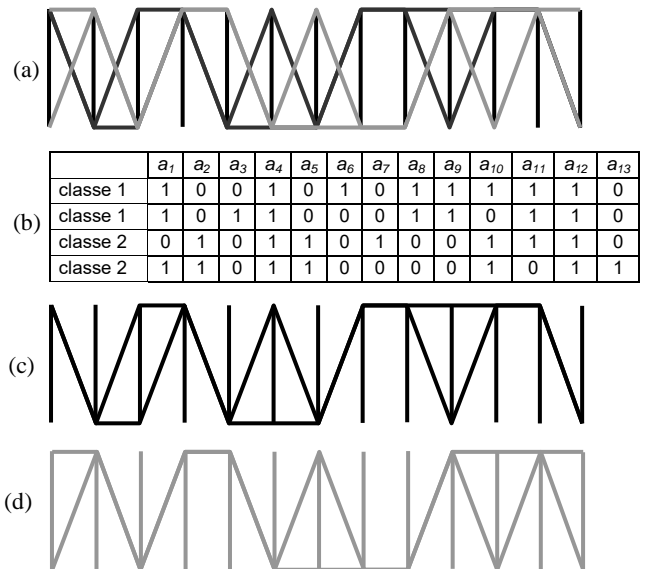 (a)
a1 a2 a3 a4 a5 a6 a7 a8 a9 a10 a11 a12 a13
classe 1 1 0 0 1 0 1 0 1 1 1 1 1 0
(b)
classe 1 1 0 1 1 0 0 0 1 1 0 1 1 0
classe 2 0 1 0 1 1 0 1 0 0 1 1 1 0
classe 2 1 1 0 1 1 0 0 0 0 1 0 1 1
(c)
(d)